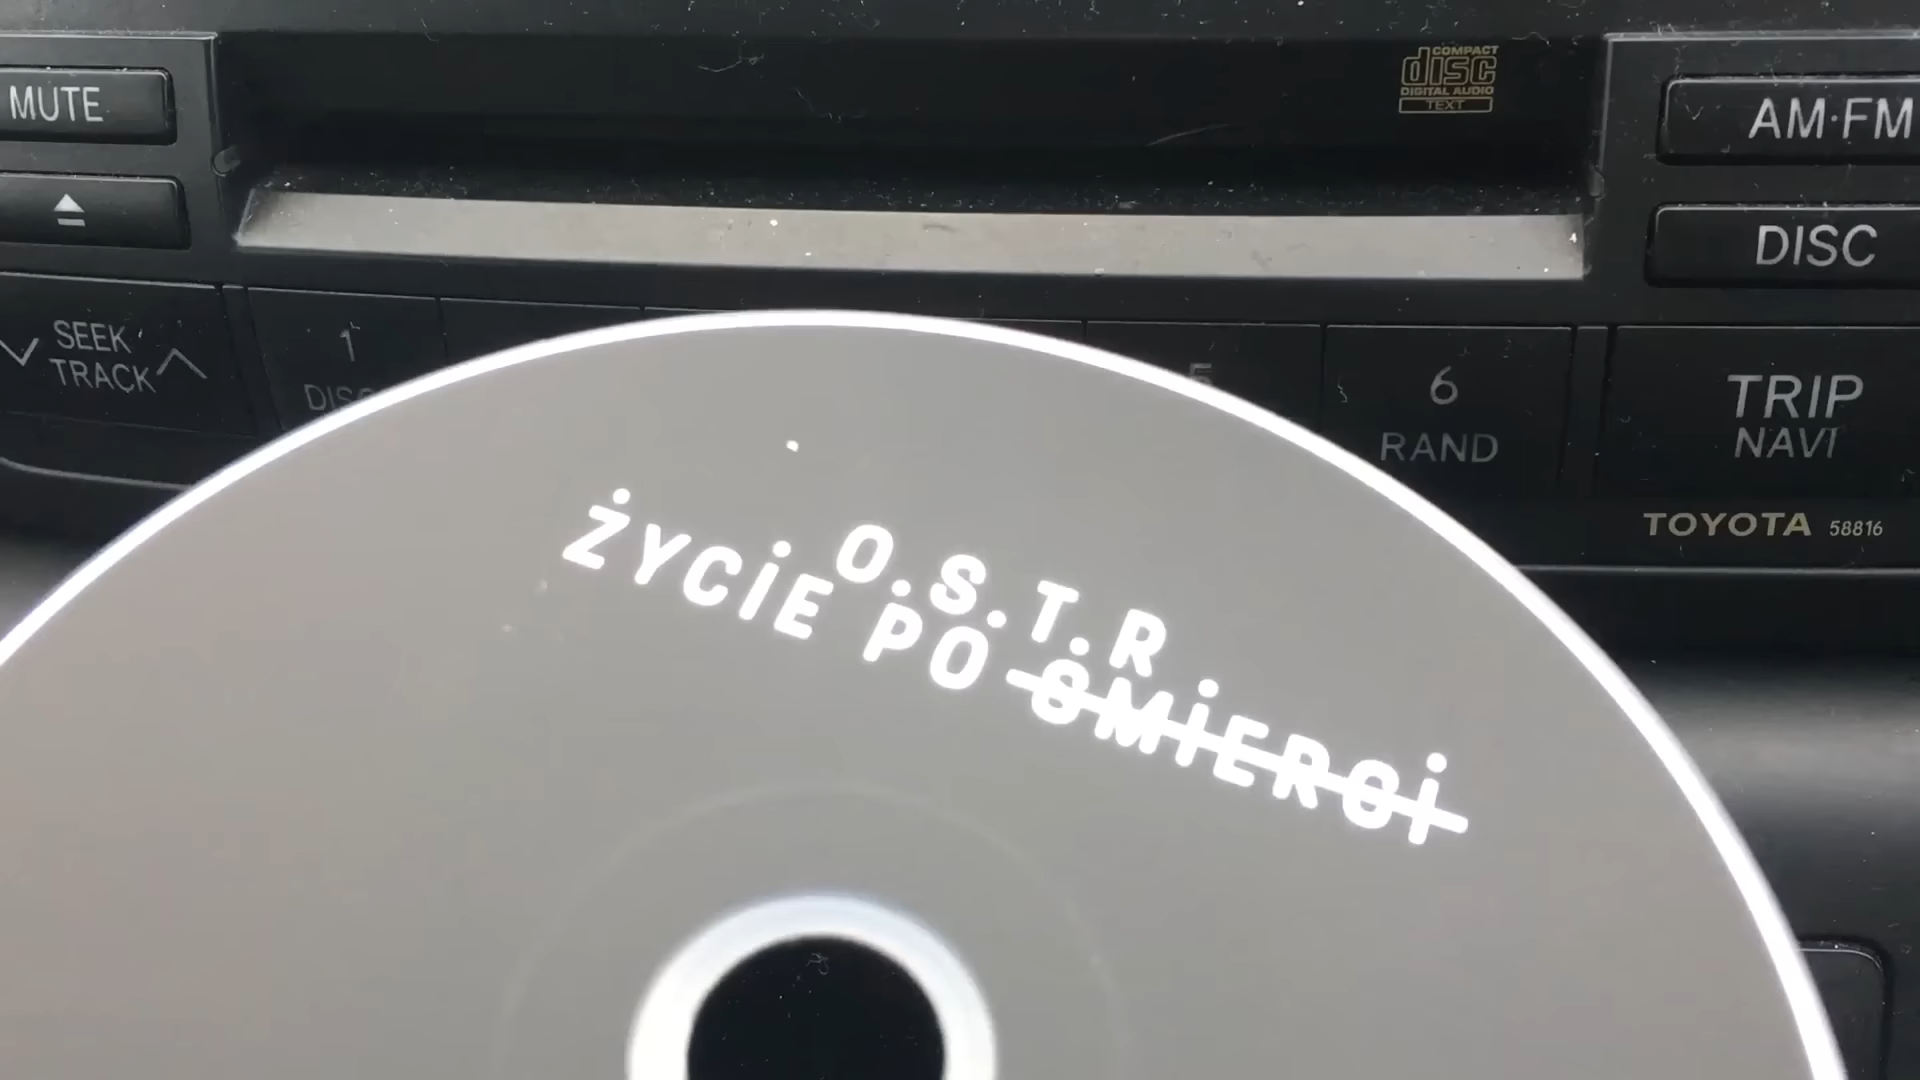 MUTE
COMPACT
disc
DIGITAL AUDIO
TEXT
AM·FM
DISC
SEEK
TRACK
1
5
6
RAND
TRIP
NAVI
TOYOTA 58816
O.S.T.R.
ŻYCIE PO ŚMIERCI